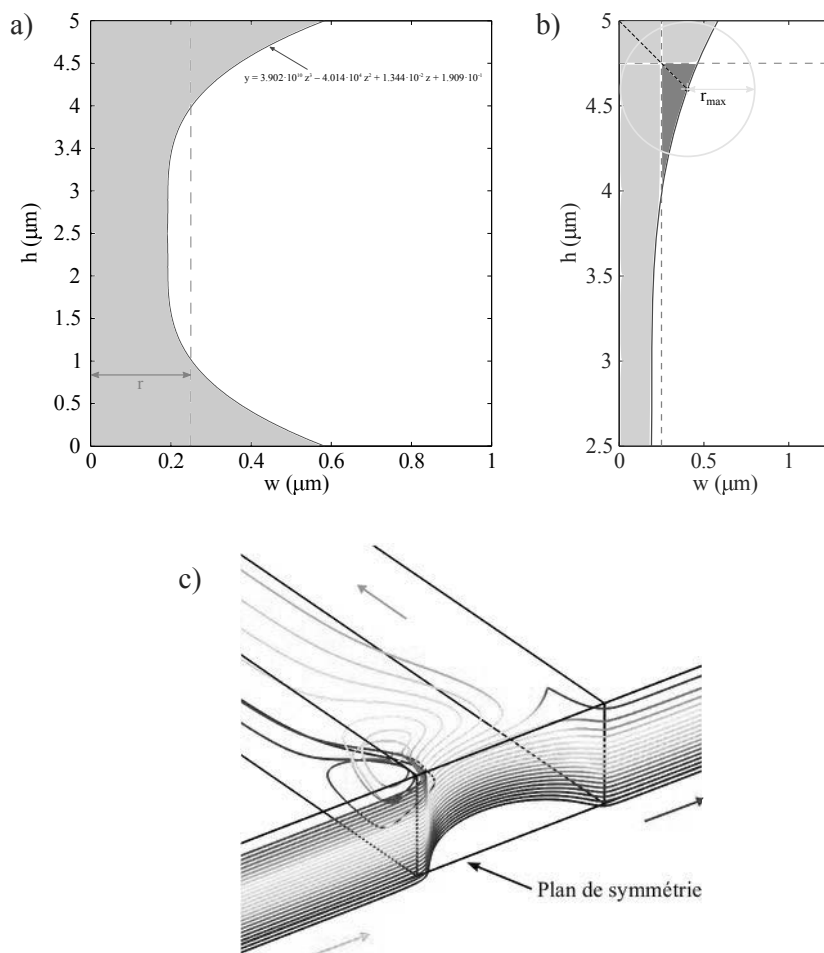 a)
5
4.5
4
3.4
3
2.5
2
1.5
1
0.5
0
h (μm)
y = 3.902·10¹⁰ z³ – 4.014·10⁴ z² + 1.344·10⁻² z + 1.909·10⁻¹
r
0 0.2 0.4 0.6 0.8 1
w (μm)
b)
5
4.5
4
3.5
3
2.5
h (μm)
r_max
0 0.5 1
w (μm)
c)
Plan de symmétrie